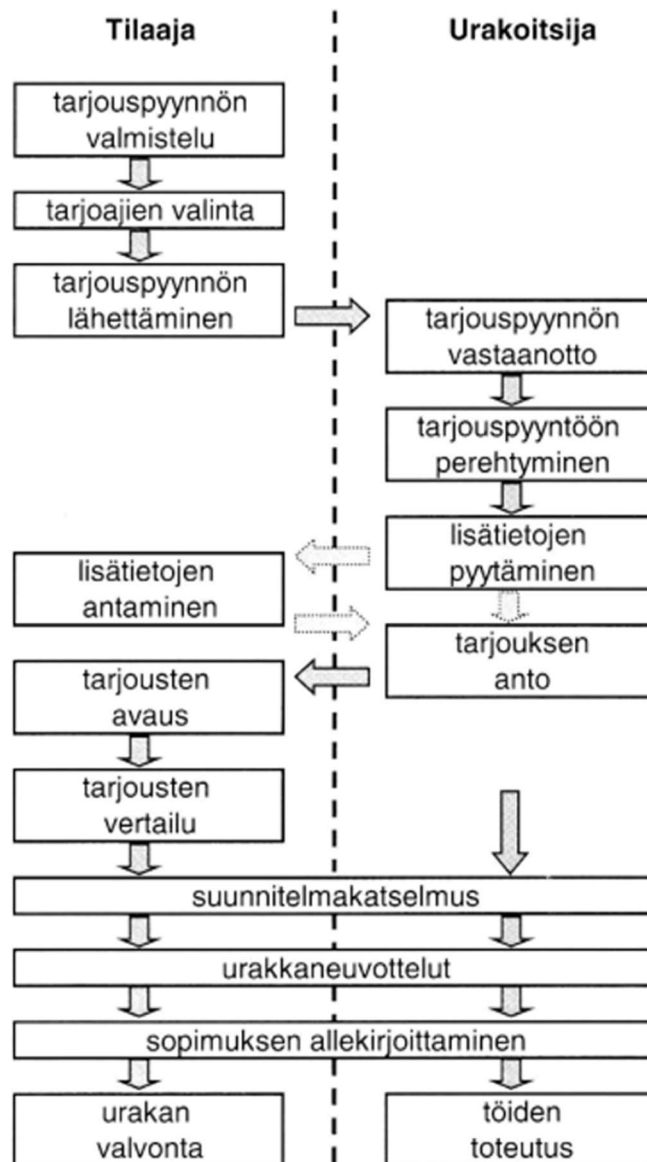 Tilaaja
Urakoitsija
tarjouspyynnön
valmistelu
tarjoajien valinta
tarjouspyynnön
lähettäminen
tarjouspyynnön
vastaanotto
tarjouspyyntöön
perehtyminen
lisätietojen
pyytäminen
lisätietojen
antaminen
tarjouksen
anto
tarjousten
avaus
tarjousten
vertailu
suunnitelmakatselmus
urakkaneuvottelut
sopimuksen allekirjoittaminen
urakan
valvonta
töiden
toteutus